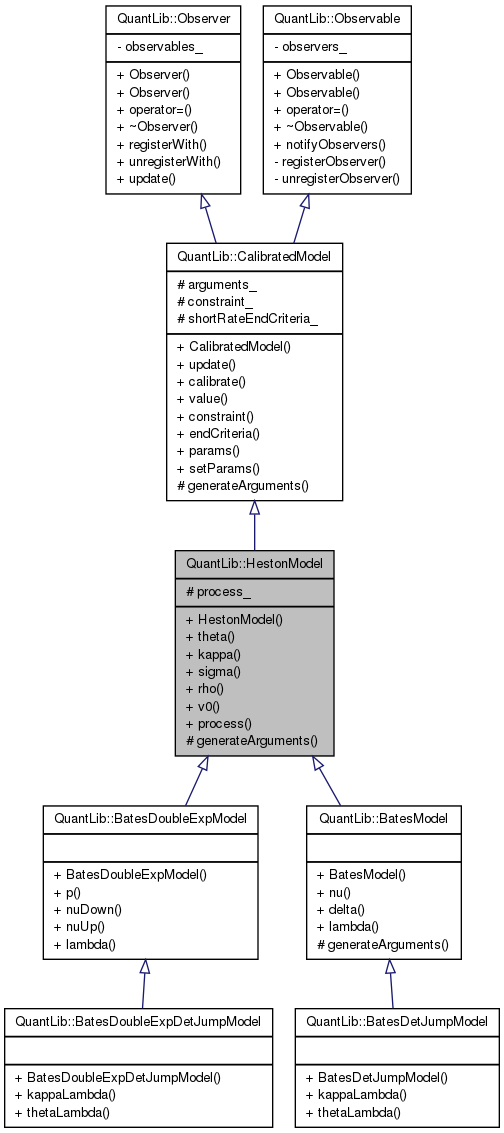 QuantLib::Observer
- observables_
+ Observer()
+ Observer()
+ operator=()
+ ~Observer()
+ registerWith()
+ unregisterWith()
+ update()
QuantLib::Observable
- observers_
+ Observable()
+ Observable()
+ operator=()
+ ~Observable()
+ notifyObservers()
- registerObserver()
- unregisterObserver()
QuantLib::CalibratedModel
# arguments_
# constraint_
# shortRateEndCriteria_
+ CalibratedModel()
+ update()
+ calibrate()
+ value()
+ constraint()
+ endCriteria()
+ params()
+ setParams()
# generateArguments()
QuantLib::HestonModel
# process_
+ HestonModel()
+ theta()
+ kappa()
+ sigma()
+ rho()
+ v0()
+ process()
# generateArguments()
QuantLib::BatesDoubleExpModel
+ BatesDoubleExpModel()
+ p()
+ nuDown()
+ nuUp()
+ lambda()
QuantLib::BatesModel
+ BatesModel()
+ nu()
+ delta()
+ lambda()
# generateArguments()
QuantLib::BatesDoubleExpDetJumpModel
+ BatesDoubleExpDetJumpModel()
+ kappaLambda()
+ thetaLambda()
QuantLib::BatesDetJumpModel
+ BatesDetJumpModel()
+ kappaLambda()
+ thetaLambda()